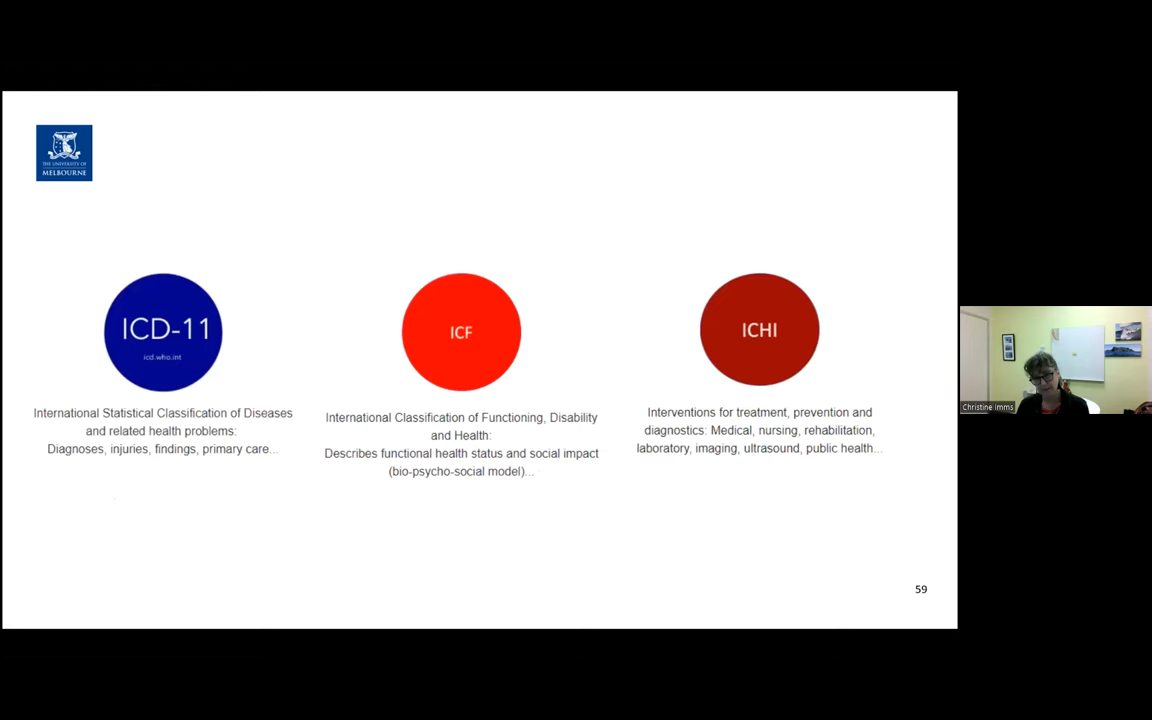 THE UNIVERSITY OF
MELBOURNE
ICD-11
icd.who.int
International Statistical Classification of Diseases
and related health problems:
Diagnoses, injuries, findings, primary care...
ICF
International Classification of Functioning, Disability
and Health:
Describes functional health status and social impact
(bio-psycho-social model)...
ICHI
Interventions for treatment, prevention and
diagnostics: Medical, nursing, rehabilitation,
laboratory, imaging, ultrasound, public health...
59
Christine Imms